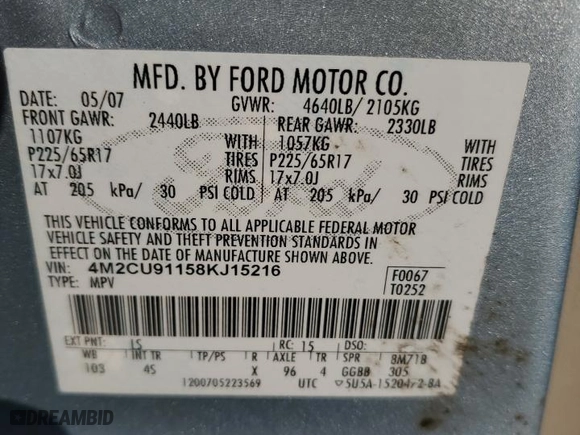 MFD. BY FORD MOTOR CO.
DATE: 05/07 GVWR: 4640LB/ 2105KG
FRONT GAWR: 2440LB REAR GAWR: 2330LB
1107KG WITH 1057KG WITH
P225/65R17 TIRES P225/65R17 TIRES
17x7.0J RIMS 17x7.0J RIMS
AT 205 kPa/ 30 PSI COLD AT 205 kPa/ 30 PSI COLD
Ford
THIS VEHICLE CONFORMS TO ALL APPLICABLE FEDERAL MOTOR
VEHICLE SAFETY AND THEFT PREVENTION STANDARDS IN
EFFECT ON THE DATE OF MANUFACTURE SHOWN ABOVE.
VIN: 4M2CU91158KJ15216 F0067
TYPE: MPV T0252
EXT PNT: LS RC: 15 DSO:
WB INT TR TP/PS R AXLE TR SPR BM71B
103 4S X 96 4 GGBB 305
1200705223569 UTC
DREAMBID